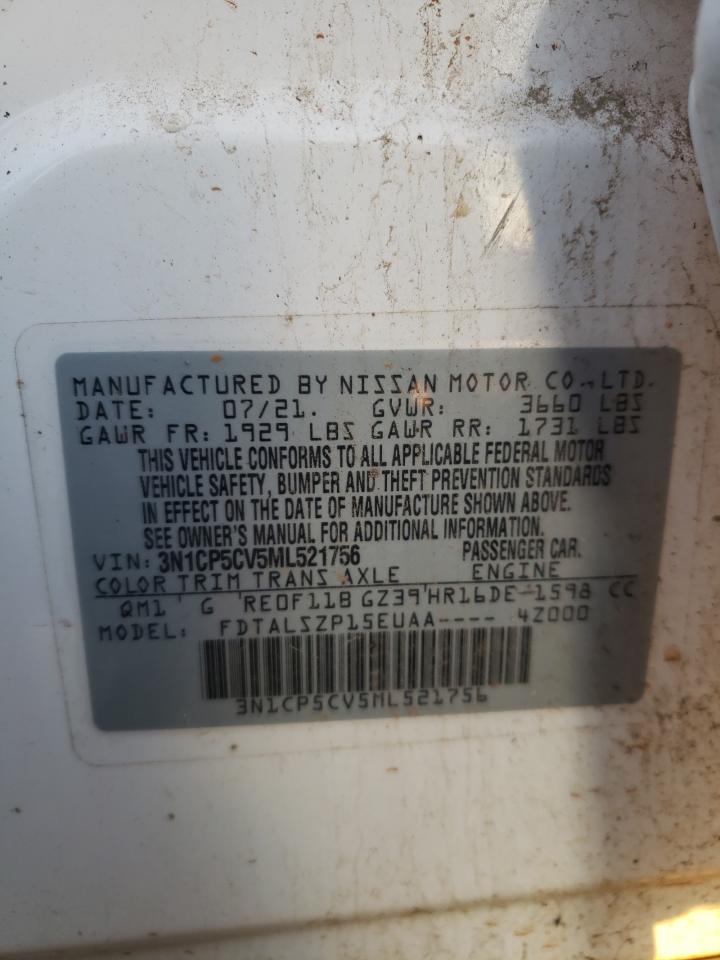 MANUFACTURED BY NISSAN MOTOR CO., LTD.
DATE: 07/21. GVWR: 3660 LBS
GAWR FR: 1929 LBS GAWR RR: 1731 LBS
THIS VEHICLE CONFORMS TO ALL APPLICABLE FEDERAL MOTOR
VEHICLE SAFETY, BUMPER AND THEFT PREVENTION STANDARDS
IN EFFECT ON THE DATE OF MANUFACTURE SHOWN ABOVE.
SEE OWNER'S MANUAL FOR ADDITIONAL INFORMATION.
VIN: 3N1CP5CV5ML521756 PASSENGER CAR.
COLOR TRIM TRANS AXLE ENGINE
QM1 ' G 'RE0F11B GZ39'HR16DE-1598 CC
MODEL: FDTALSZP15EUAA---- 4Z000
3N1CP5CV5ML521756